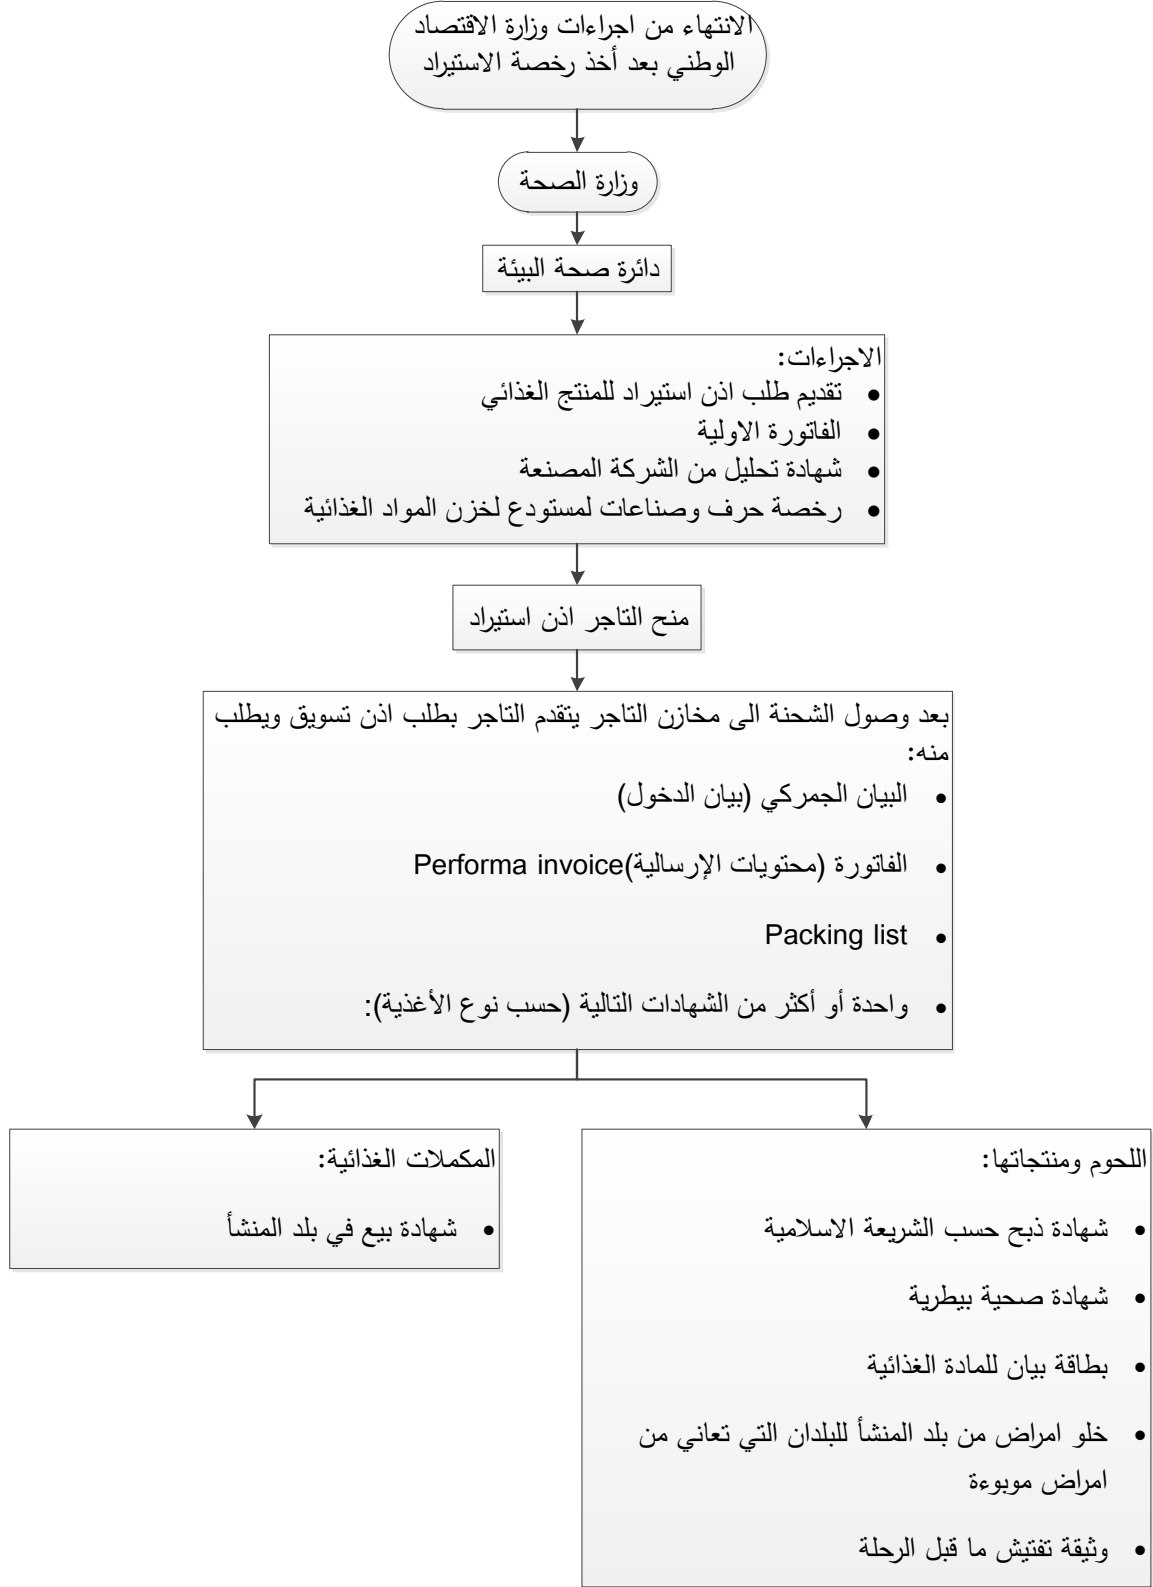 الانتهاء من اجراءات وزارة الاقتصاد
الوطني بعد أخذ رخصة الاستيراد
وزارة الصحة
دائرة صحة البيئة
الاجراءات:
• تقديم طلب اذن استيراد للمنتج الغذائي
• الفاتورة الاولية
• شهادة تحليل من الشركة المصنعة
• رخصة حرف وصناعات لمستودع لخزن المواد الغذائية
منح التاجر اذن استيراد
بعد وصول الشحنة الى مخازن التاجر يتقدم التاجر بطلب اذن تسويق ويطلب
منه:
• البيان الجمركي (بيان الدخول)
• الفاتورة (محتويات الإرسالية)Performa invoice
• Packing list
• واحدة أو أكثر من الشهادات التالية (حسب نوع الأغذية):
اللحوم ومنتجاتها:
• شهادة ذبح حسب الشريعة الاسلامية
• شهادة صحية بيطرية
• بطاقة بيان للمادة الغذائية
• خلو امراض من بلد المنشأ للبلدان التي تعاني من
امراض موبوءة
• وثيقة تفتيش ما قبل الرحلة
المكملات الغذائية:
• شهادة بيع في بلد المنشأ